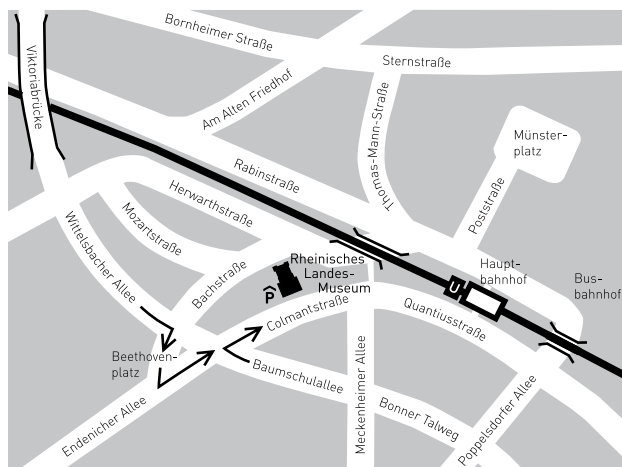 Bornheimer Straße
Viktoriabrücke
Sternstraße
Am Alten Friedhof
Thomas-Mann-Straße
Münster-
platz
Rabinstraße
Herwarthstraße
Poststraße
Mozartstraße
Wittelsbacher Allee
Rheinisches
Landes-
Museum
Haupt-
bahnhof
Bus-
bahnhof
U
P
Bachstraße
Colmantstraße
Quantiusstraße
Beethoven-
platz
Baumschulallee
Meckenheimer Allee
Endenicher Allee
Bonner Talweg
Poppelsdorfer Allee